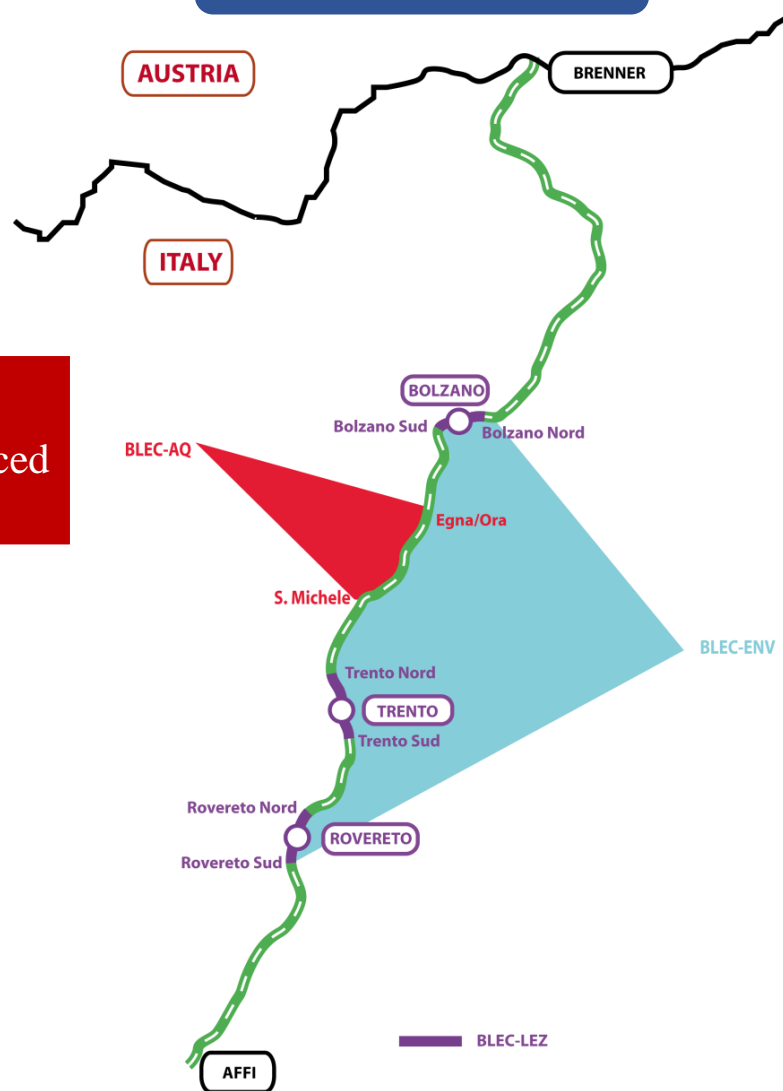 AUSTRIA
BRENNER
ITALY
BOLZANO
Bolzano Sud
Bolzano Nord
BLEC-AQ
ced
Egna/Ora
S. Michele
BLEC-ENV
Trento Nord
TRENTO
Trento Sud
Rovereto Nord
ROVERETO
Rovereto Sud
BLEC-LEZ
AFFI